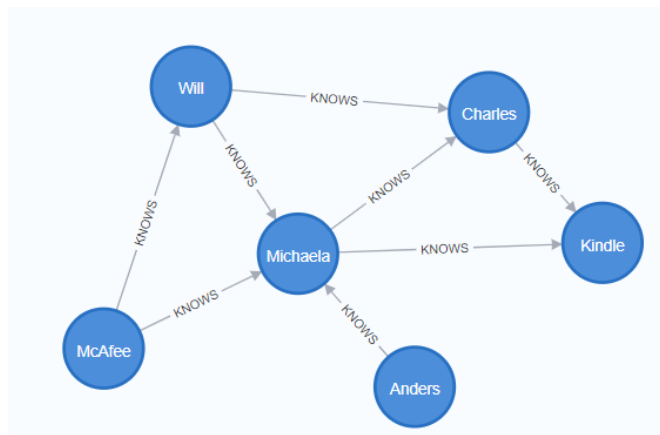 Will
KNOWS
Charles
KNOWS
KNOWS
KNOWS
KNOWS
Michaela
KNOWS
Kindle
KNOWS
McAfee
KNOWS
Anders